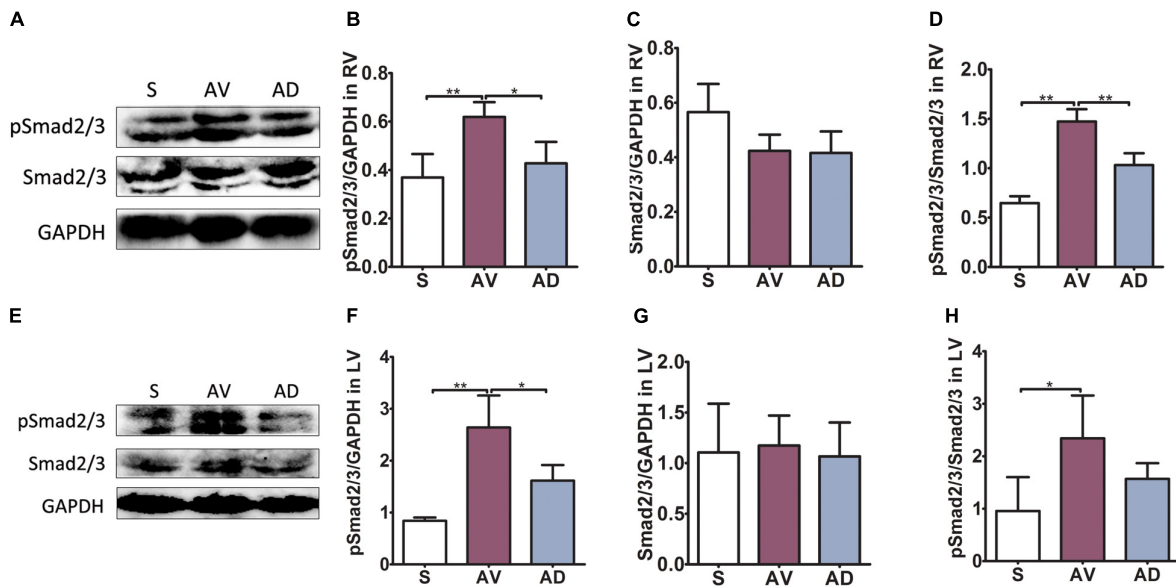 A
S AV AD
pSmad2/3
Smad2/3
GAPDH
B
pSmad2/3/GAPDH in RV
0.8
0.6
0.4
0.2
0.0
** *
S AV AD
C
Smad2/3/GAPDH in RV
0.8
0.6
0.4
0.2
0.0
S AV AD
D
pSmad2/3/Smad2/3 in RV
2.0
1.5
1.0
0.5
0.0
** **
S AV AD
E
S AV AD
pSmad2/3
Smad2/3
GAPDH
F
pSmad2/3/GAPDH in LV
4
3
2
1
0
** *
S AV AD
G
Smad2/3/GAPDH in LV
2.0
1.5
1.0
0.5
0.0
S AV AD
H
pSmad2/3/Smad2/3 in LV
4
3
2
1
0
*
S AV AD